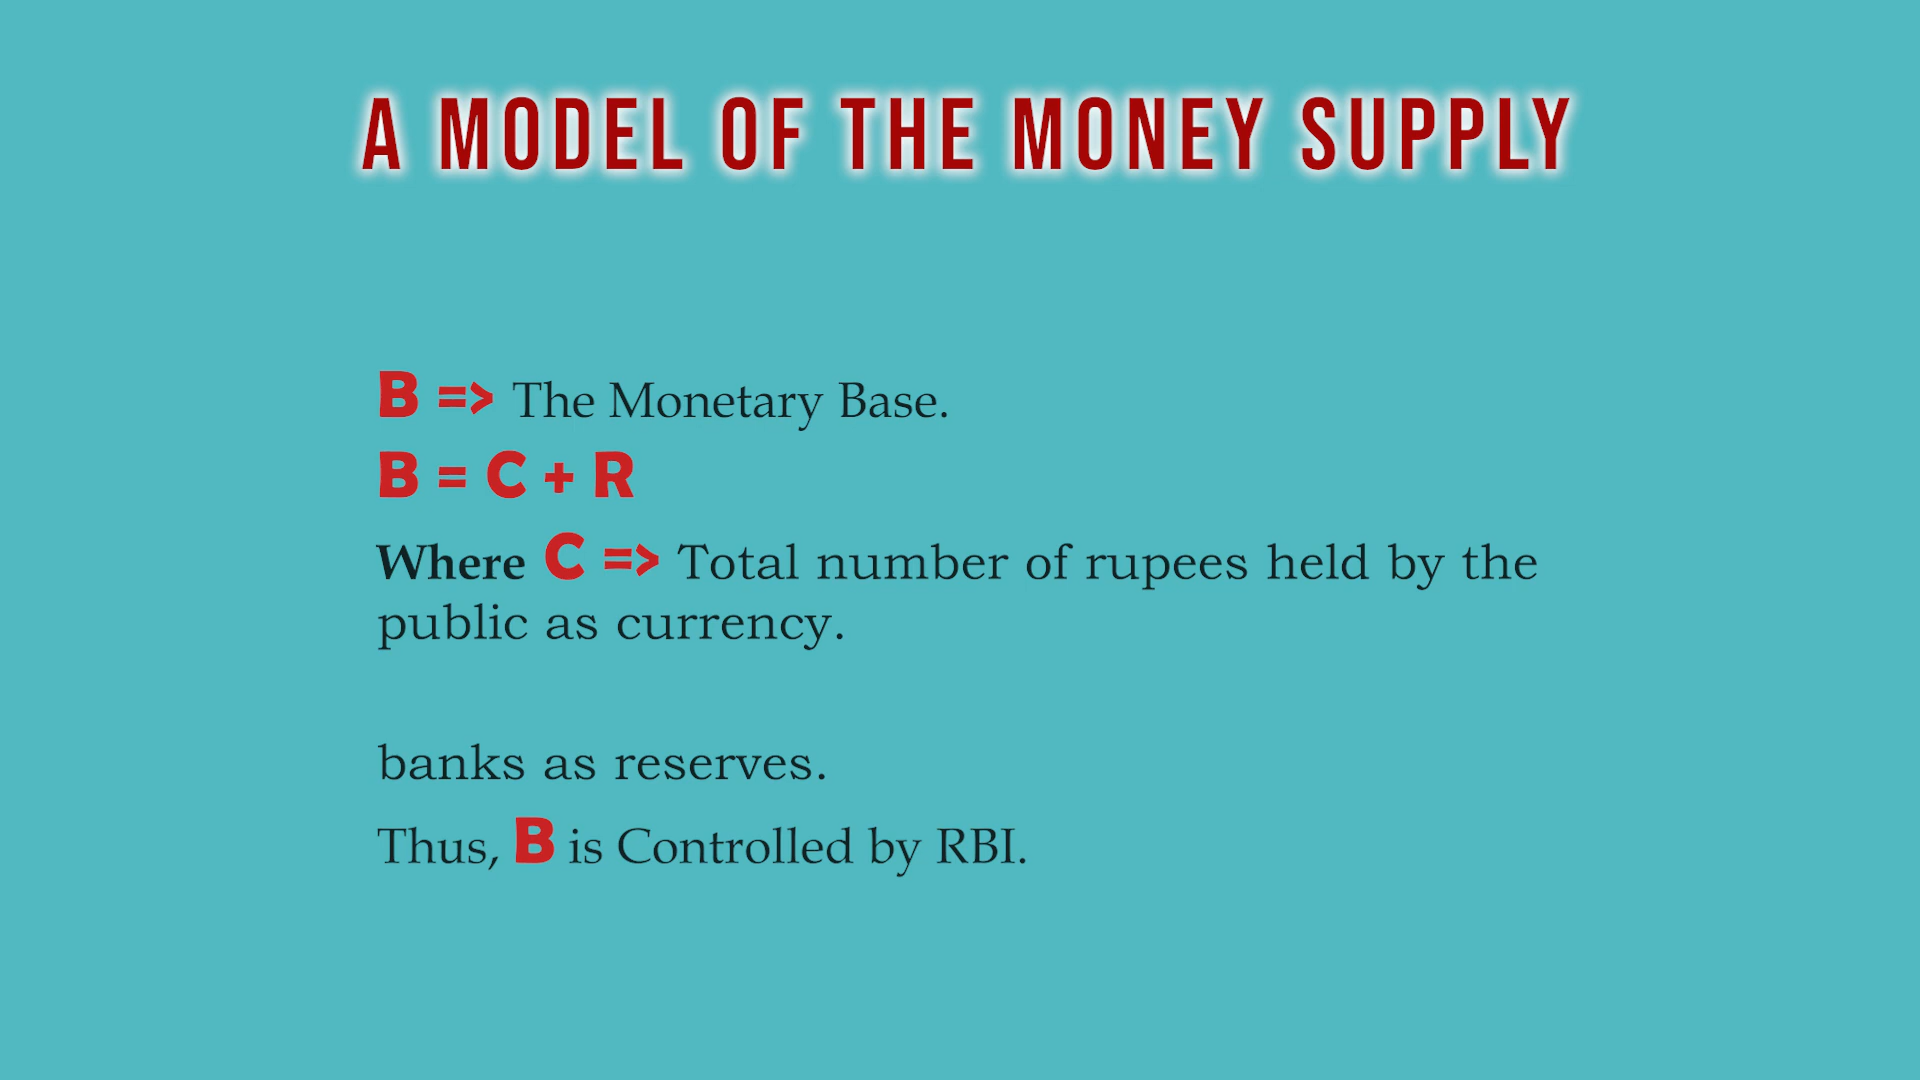 A MODEL OF THE MONEY SUPPLY
B => The Monetary Base.
B = C + R
Where C => Total number of rupees held by the
public as currency.
banks as reserves.
Thus, B is Controlled by RBI.